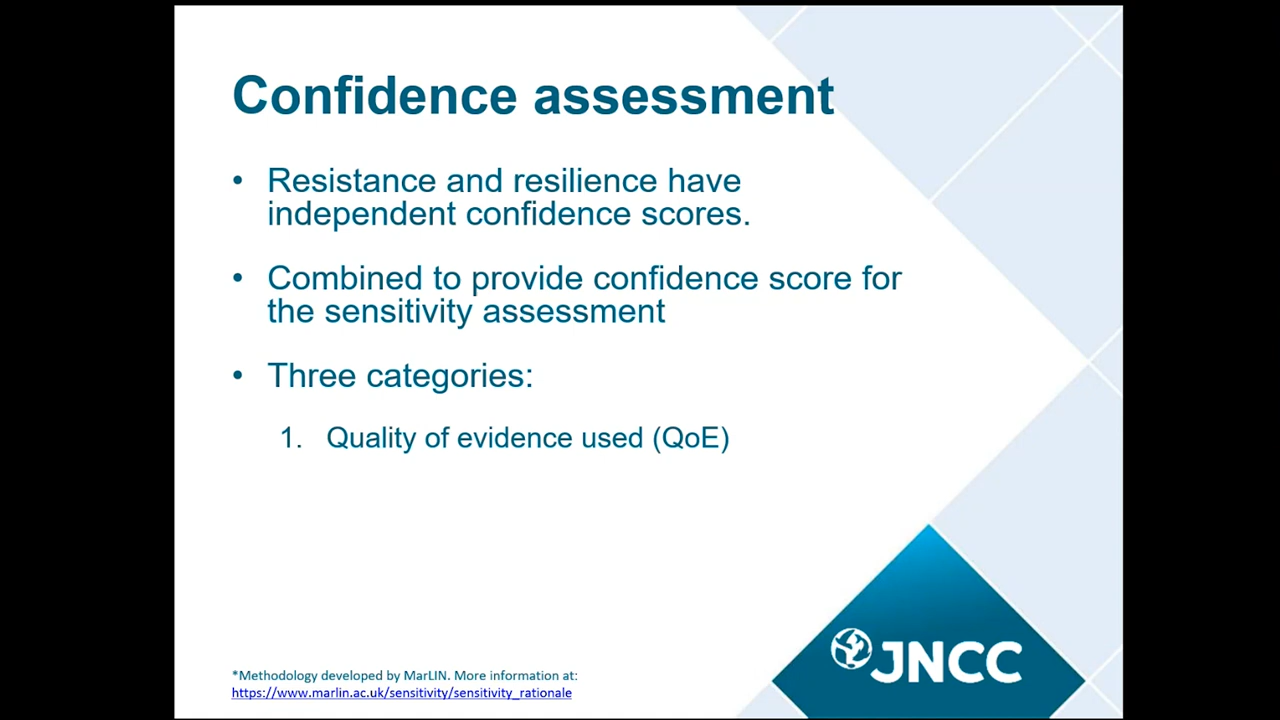 Confidence assessment
• Resistance and resilience have
independent confidence scores.
• Combined to provide confidence score for
the sensitivity assessment
• Three categories:
1. Quality of evidence used (QoE)
JNCC
*Methodology developed by MarLIN. More information at:
https://www.marlin.ac.uk/sensitivity/sensitivity_rationale